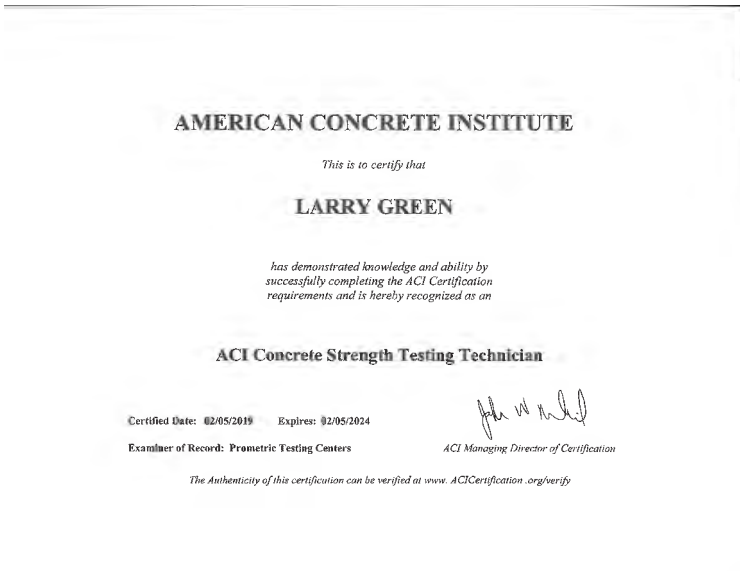 AMERICAN CONCRETE INSTITUTE
This is to certify that
LARRY GREEN
has demonstrated knowledge and ability by
successfully completing the ACI Certification
requirements and is hereby recognized as an
ACI Concrete Strength Testing Technician
Certified Date: 02/05/2019 Expires: 02/05/2024
Examiner of Record: Prometric Testing Centers
John W
ACI Managing Director of Certification
The Authenticity of this certification can be verified at www. ACICertification .org/verify